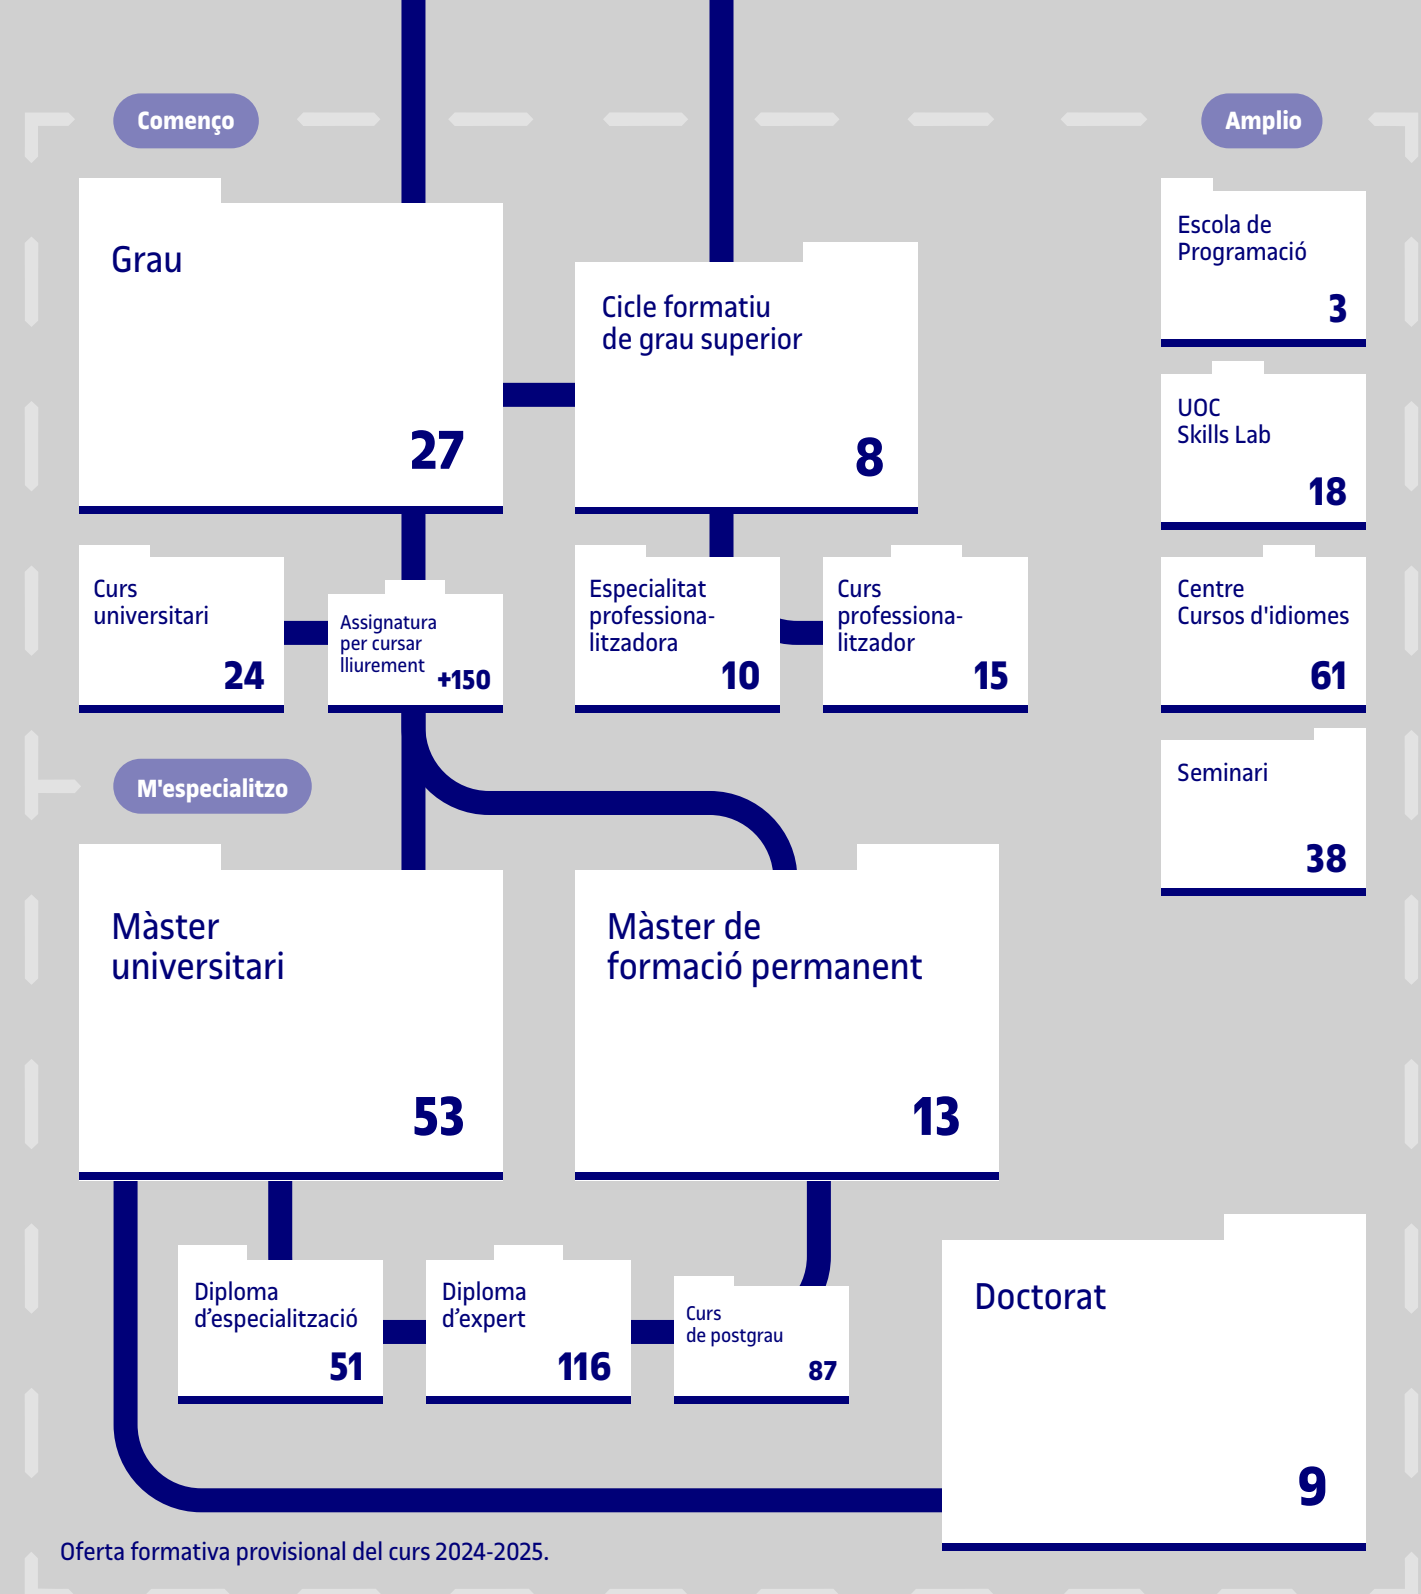 Començo
Grau
27
Cicle formatiu
de grau superior
8
Curs
universitari
24
Assignatura
per cursar
lliurement
+150
Especialitat
professiona-
litzadora
10
Curs
professiona-
litzador
15
Amplio
Escola de
Programació
3
UOC
Skills Lab
18
Centre
Cursos d'idiomes
61
Seminari
38
M'especialitzo
Màster
universitari
53
Màster de
formació permanent
13
Diploma
d’especialització
51
Diploma
d’expert
116
Curs
de postgrau
87
Doctorat
9
Oferta formativa provisional del curs 2024-2025.